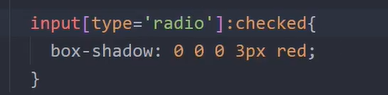 input[type='radio']:checked{
  box-shadow: 0 0 0 3px red;
}